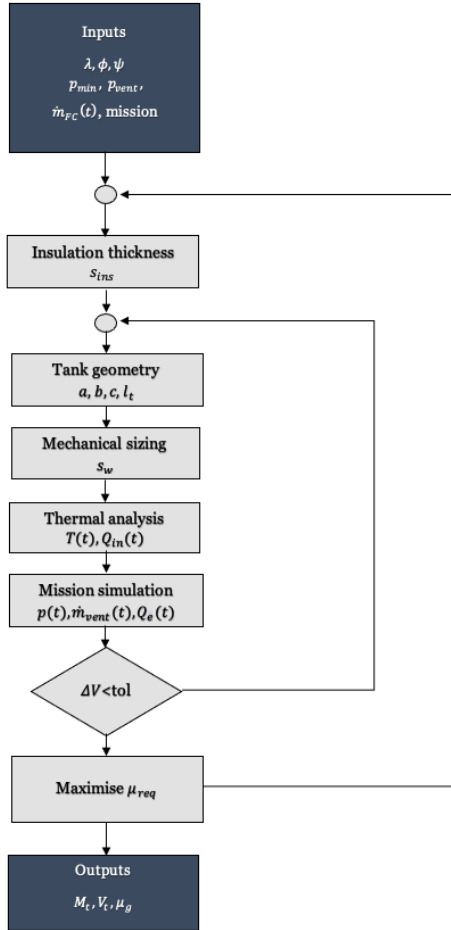 Inputs
λ, ϕ, ψ
p_min, p_vent,
ṁ_FC(t), mission
Insulation thickness
s_ins
Tank geometry
a, b, c, l_t
Mechanical sizing
s_w
Thermal analysis
T(t), Q_in(t)
Mission simulation
p(t), ṁ_vent(t), Q_e(t)
ΔV<tol
Maximise μ_req
Outputs
M_t, V_t, μ_g